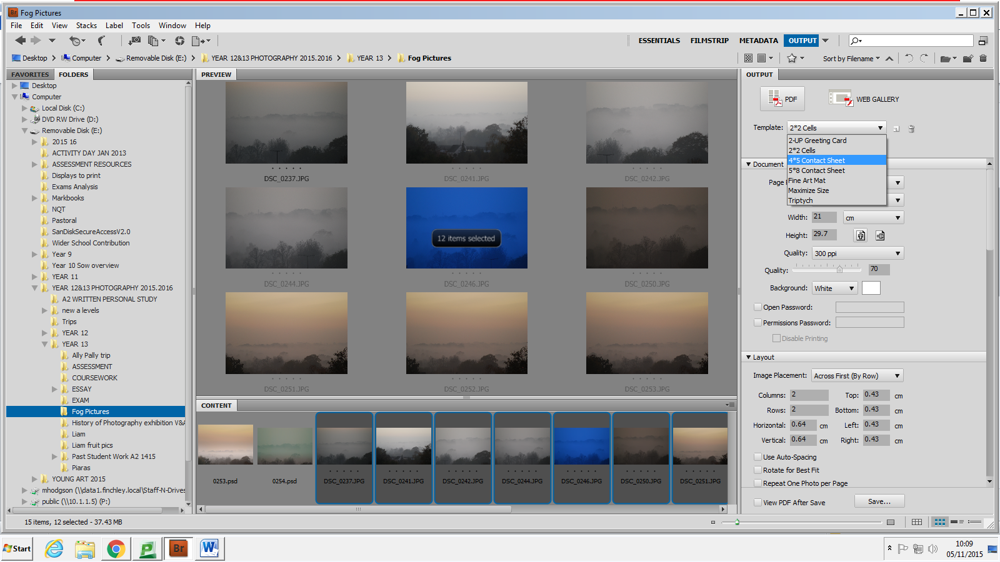 Br Fog Pictures
File Edit View Stacks Label Tools Window Help
ESSENTIALS FILMSTRIP METADATA OUTPUT
Desktop Computer Removable Disk (E:) YEAR 12&13 PHOTOGRAPHY 2015.2016 YEAR 13 Fog Pictures
Sort by Filename
FAVORITES FOLDERS
Desktop
Computer
Local Disk (C:)
DVD RW Drive (D:)
Removable Disk (E:)
2015 16
ACTIVITY DAY JAN 2013
ASSESSMENT RESOURCES
Displays to print
Exams Analysis
Markbooks
NQT
Pastoral
SanDiskSecureAccessV2.0
Wider School Contribution
Year 9
Year 10 Sow overview
YEAR 11
YEAR 12&13 PHOTOGRAPHY 2015.2016
A2 WRITTEN PERSONAL STUDY
new a levels
Trips
YEAR 12
YEAR 13
Ally Pally trip
ASSESSMENT
COURSEWORK
ESSAY
EXAM
Fog Pictures
History of Photography exhibition V&A
Liam
Liam fruit pics
Past Student Work A2 1415
Piaras
YOUNG ART 2015
mhodgson (\\data1.finchley.local\Staff-N-Drives
public (\\10.1.1.5) (P:)
PREVIEW
DSC_0237.JPG DSC_0241.JPG DSC_0242.JPG
12 items selected
DSC_0244.JPG DSC_0246.JPG DSC_0250.JPG
DSC_0251.JPG DSC_0252.JPG DSC_0253.JPG
CONTENT
0253.psd 0254.psd DSC_0237.JPG DSC_0241.JPG DSC_0242.JPG DSC_0244.JPG DSC_0246.JPG DSC_0250.JPG DSC_0251.JPG
OUTPUT
PDF WEB GALLERY
Template: 2*2 Cells
2-UP Greeting Card
2*2 Cells
4*5 Contact Sheet
5*8 Contact Sheet
Fine Art Mat
Maximize Size
Triptych
Document
Page
Width: 21 cm
Height: 29.7
Quality: 300 ppi
Quality: 70
Background: White
Open Password:
Permissions Password:
Disable Printing
Layout
Image Placement: Across First (By Row)
Columns: 2 Top: 0.43 cm
Rows: 2 Bottom: 0.43 cm
Horizontal: 0.64 cm Left: 0.43 cm
Vertical: 0.64 cm Right: 0.43 cm
Use Auto-Spacing
Rotate for Best Fit
Repeat One Photo per Page
View PDF After Save Save...
15 items, 12 selected - 37.43 MB
Start Br W
10:09
05/11/2015